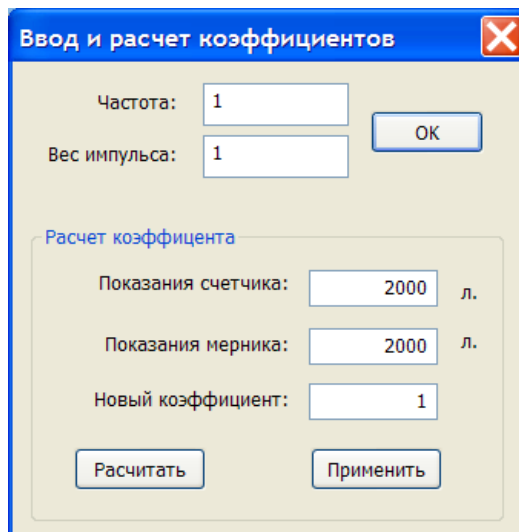 Ввод и расчет коэффициентов
Частота: 1
OK
Вес импульса: 1
Расчет коэффицента
Показания счетчика: 2000 л.
Показания мерника: 2000 л.
Новый коэффициент: 1
Расчитать Применить